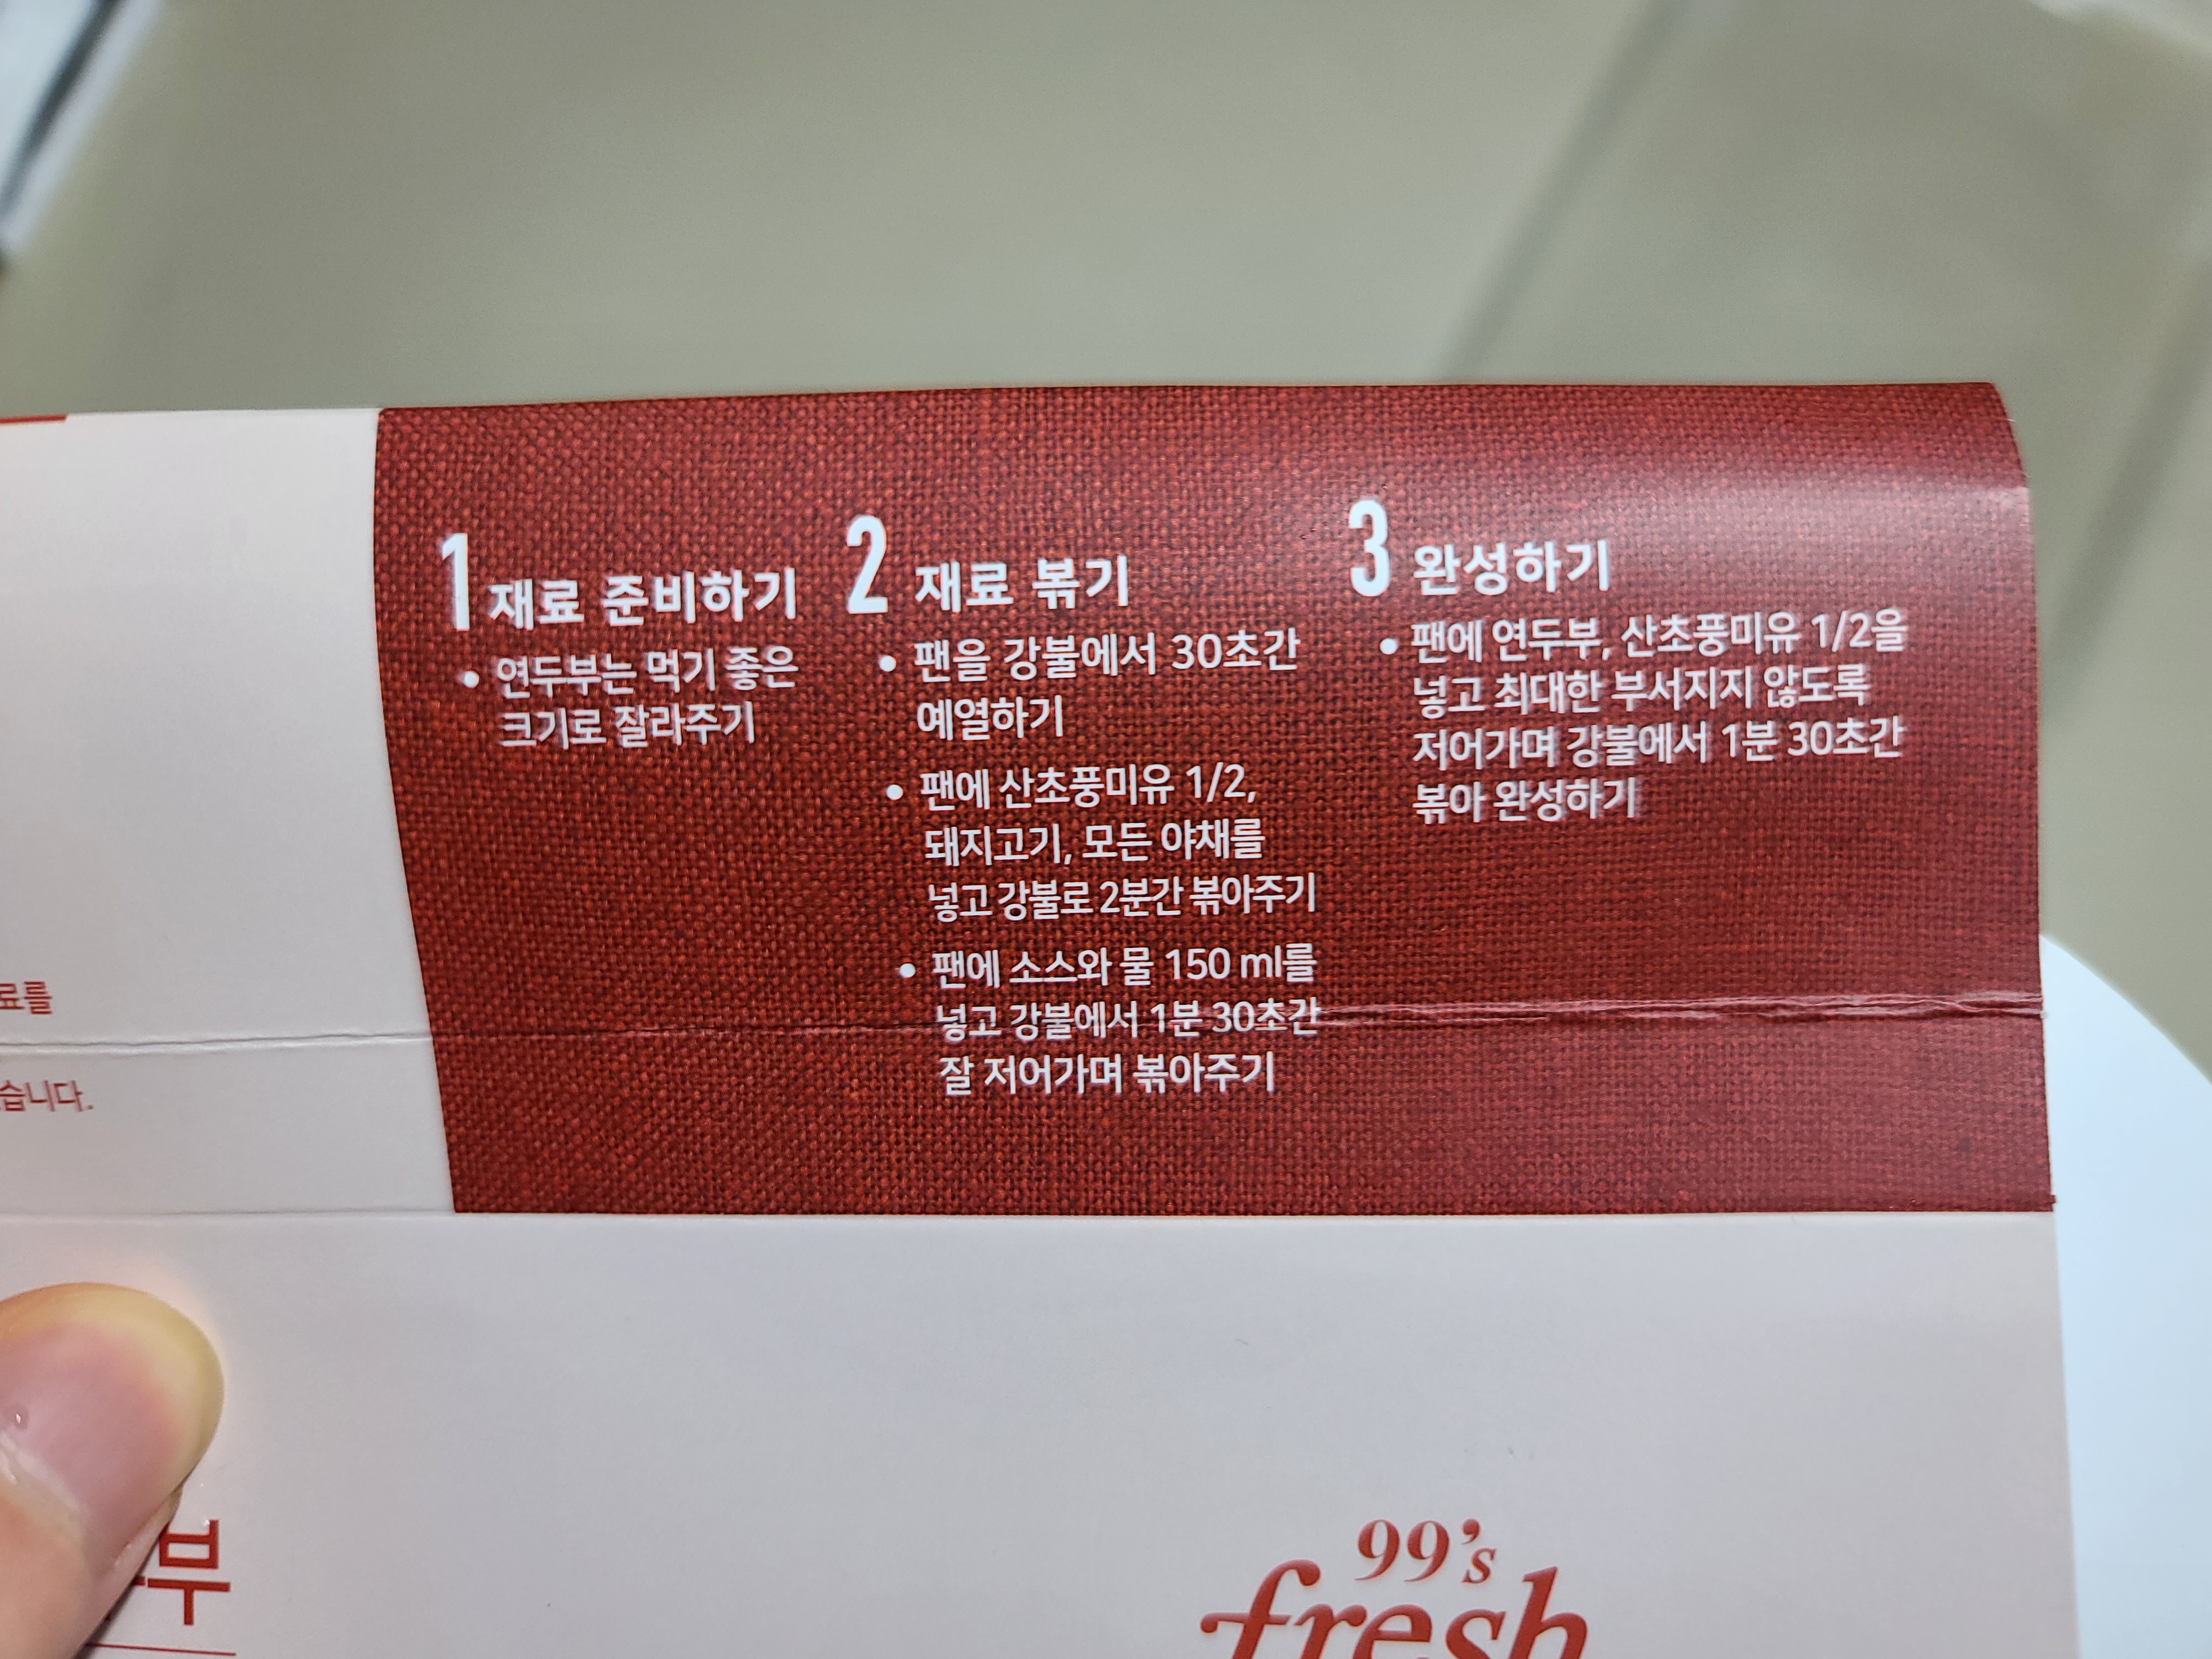 1 재료 준비하기
• 연두부는 먹기 좋은
크기로 잘라주기
2 재료 볶기
• 팬을 강불에서 30초간
예열하기
• 팬에 산초풍미유 1/2,
돼지고기, 모든 야채를
넣고 강불로 2분간 볶아주기
• 팬에 소스와 물 150 ml를
넣고 강불에서 1분 30초간
잘 저어가며 볶아주기
3 완성하기
• 팬에 연두부, 산초풍미유 1/2을
넣고 최대한 부서지지 않도록
저어가며 강불에서 1분 30초간
볶아 완성하기
료를
습니다.
부
99's
fresh